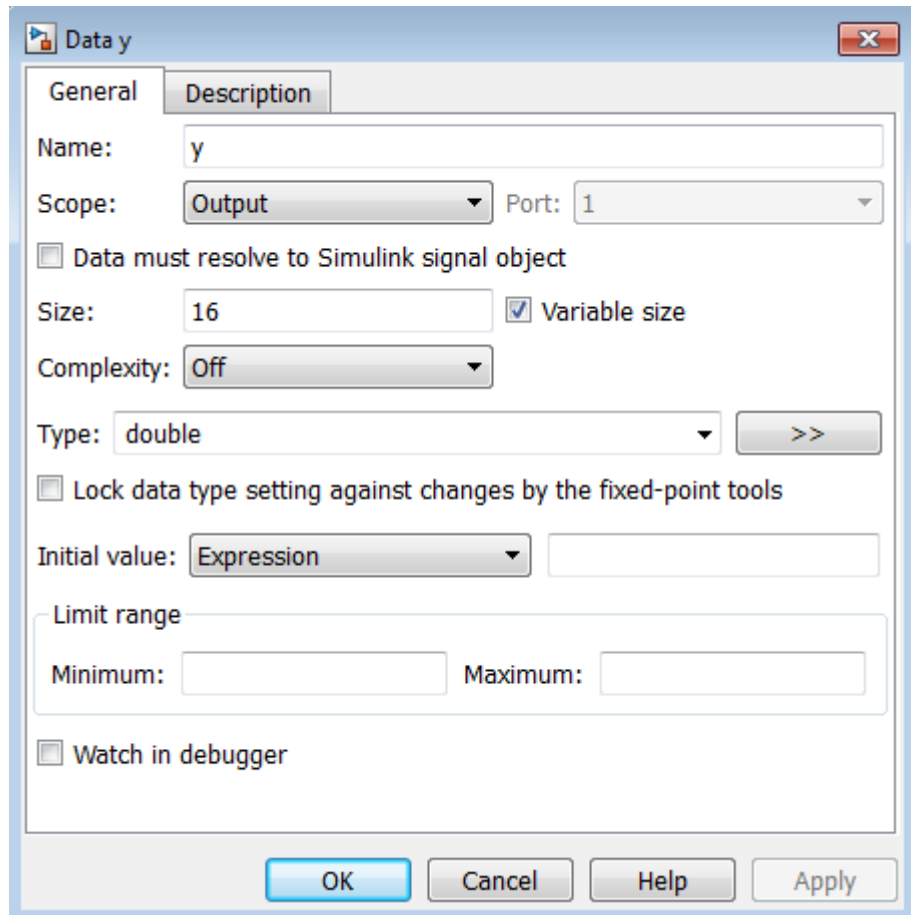 Data y
General Description
Name: y
Scope: Output Port: 1
Data must resolve to Simulink signal object
Size: 16 Variable size
Complexity: Off
Type: double >>
Lock data type setting against changes by the fixed-point tools
Initial value: Expression
Limit range
Minimum: Maximum:
Watch in debugger
OK Cancel Help Apply